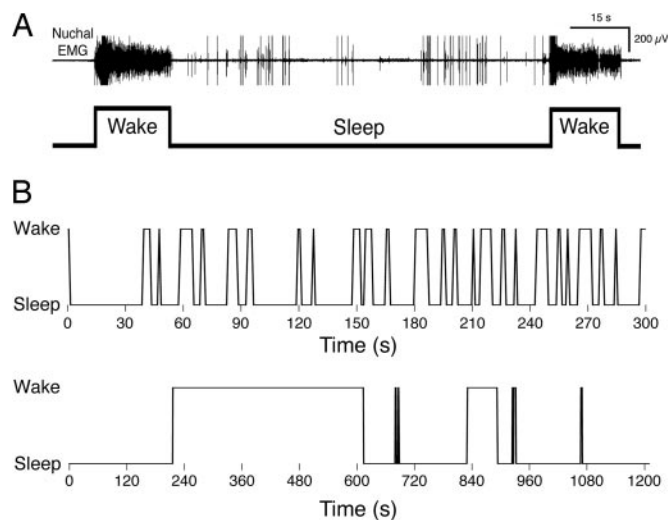 A
15 s
Nuchal
EMG
200 µV
Wake
Sleep
Wake
B
Wake
Sleep
0 30 60 90 120 150 180 210 240 270 300
Time (s)
Wake
Sleep
0 120 240 360 480 600 720 840 960 1080 1200
Time (s)